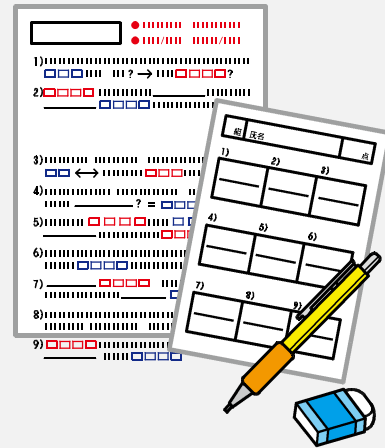 1)
? → ?
2)
3)
↔
4)
? =
5)
6)
7)
8)
9)
組 氏名 点
1) 2) 3)
4) 5) 6)
7) 8) 9)